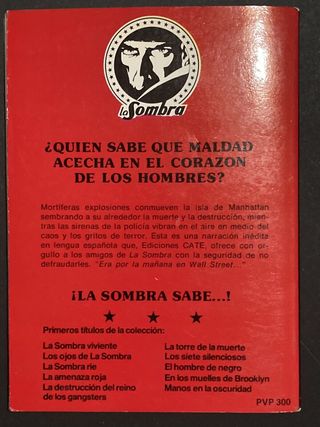 la Sombra
¿QUIEN SABE QUE MALDAD
ACECHA EN EL CORAZON
DE LOS HOMBRES?
Mortíferas explosiones conmueven la isla de Manhattan
sembrando a su alrededor la muerte y la destrucción, mien-
tras las sirenas de la policía vibran en el aire en medio del
caos y los gritos de terror. Esta es una narración inédita
en lengua española que, Ediciones CATE, ofrece con or-
gullo a los amigos de La Sombra con la seguridad de no
defraudarles. "Era por la mañana en Wall Street..."
¡LA SOMBRA SABE...!
★ ★ ★
Primeros títulos de la colección:
La Sombra viviente
Los ojos de La Sombra
La Sombra ríe
La amenaza roja
La destrucción del reino
de los gangsters
La torre de la muerte
Los siete silenciosos
El hombre de negro
En los muelles de Brooklyn
Manos en la oscuridad
PVP 300